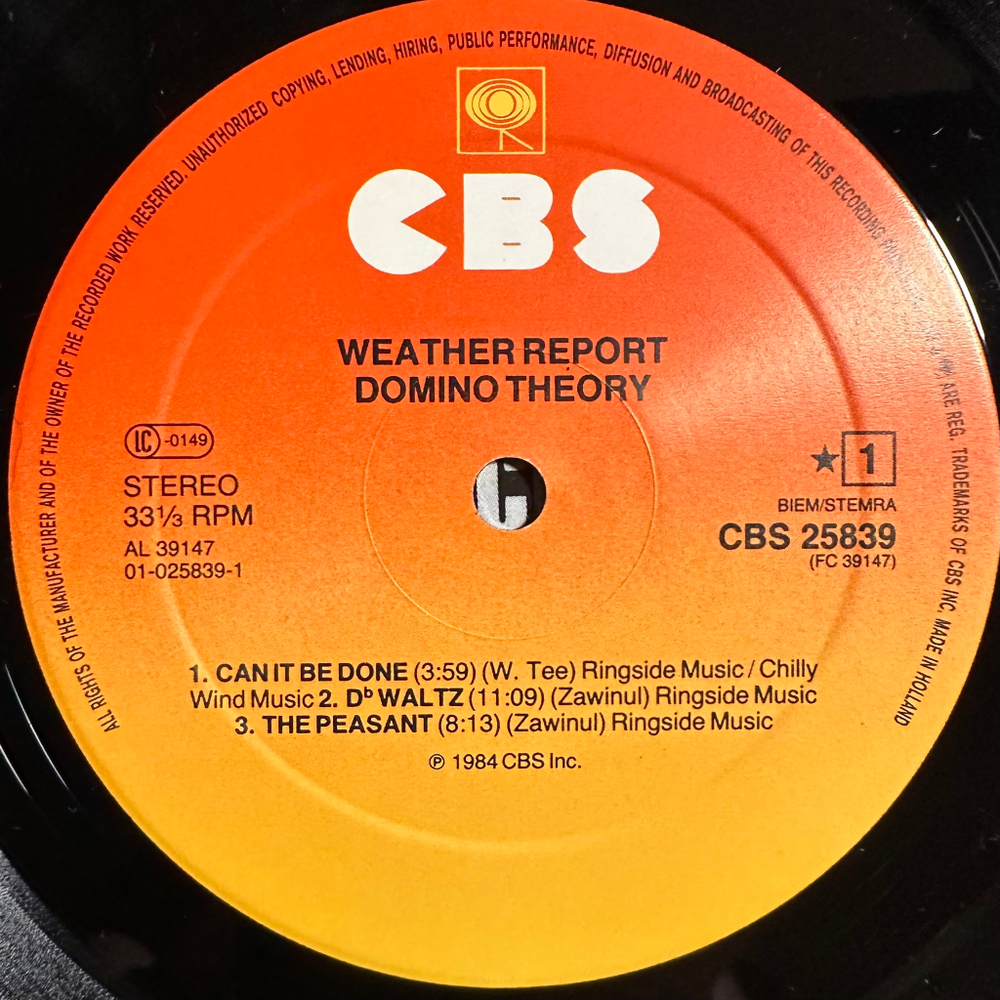 ALL RIGHTS OF THE MANUFACTURER AND OF THE OWNER OF THE RECORDED WORK RESERVED. UNAUTHORIZED COPYING, LENDING, HIRING, PUBLIC PERFORMANCE, DIFFUSION AND BROADCASTING OF THIS RECORDING ARE REG. TRADEMARKS OF CBS INC. MADE IN HOLLAND
CBS
WEATHER REPORT
DOMINO THEORY
LC -0149
STEREO
33⅓ RPM
AL 39147
01-025839-1
★ 1
BIEM/STEMRA
CBS 25839
(FC 39147)
1. CAN IT BE DONE (3:59) (W. Tee) Ringside Music / Chilly
Wind Music 2. Dᵇ WALTZ (11:09) (Zawinul) Ringside Music
3. THE PEASANT (8:13) (Zawinul) Ringside Music
℗ 1984 CBS Inc.